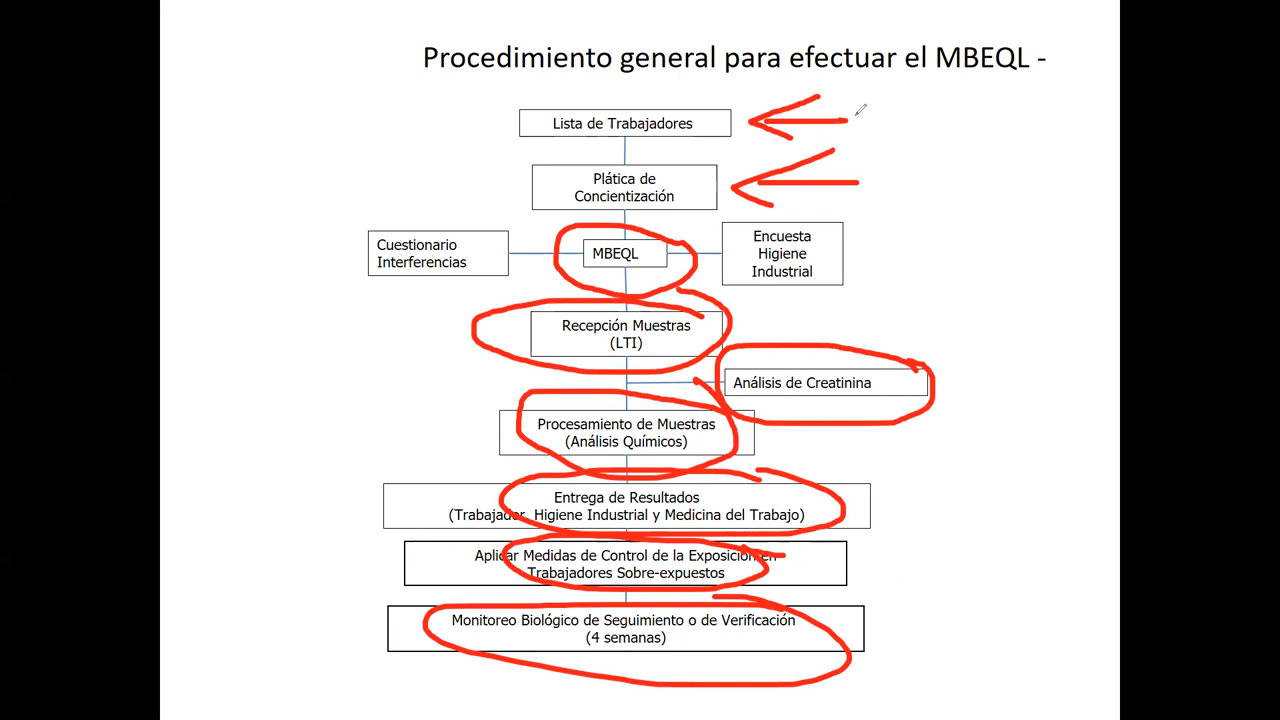 Procedimiento general para efectuar el MBEQL -
Lista de Trabajadores
Plática de
Concientización
Cuestionario
Interferencias
MBEQL
Encuesta
Higiene
Industrial
Recepción Muestras
(LTI)
Análisis de Creatinina
Procesamiento de Muestras
(Análisis Químicos)
Entrega de Resultados
(Trabajador, Higiene Industrial y Medicina del Trabajo)
Aplicar Medidas de Control de la Exposición en
Trabajadores Sobre-expuestos
Monitoreo Biológico de Seguimiento o de Verificación
(4 semanas)